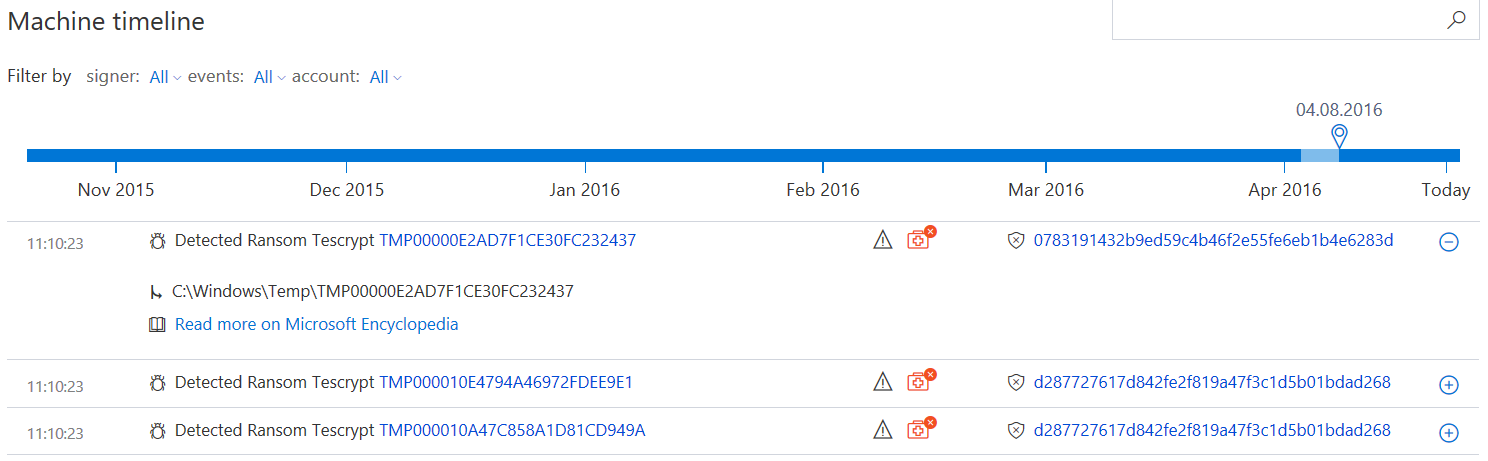 Machine timeline
Filter by signer: All events: All account: All
04.08.2016
Nov 2015 Dec 2015 Jan 2016 Feb 2016 Mar 2016 Apr 2016 Today
11:10:23 Detected Ransom Tescrypt TMP00000E2AD7F1CE30FC232437 0783191432b9ed59c4b46f2e55fe6eb1b4e6283d
C:\Windows\Temp\TMP00000E2AD7F1CE30FC232437
Read more on Microsoft Encyclopedia
11:10:23 Detected Ransom Tescrypt TMP000010E4794A46972FDEE9E1 d287727617d842fe2f819a47f3c1d5b01bdad268
11:10:23 Detected Ransom Tescrypt TMP000010A47C858A1D81CD949A d287727617d842fe2f819a47f3c1d5b01bdad268